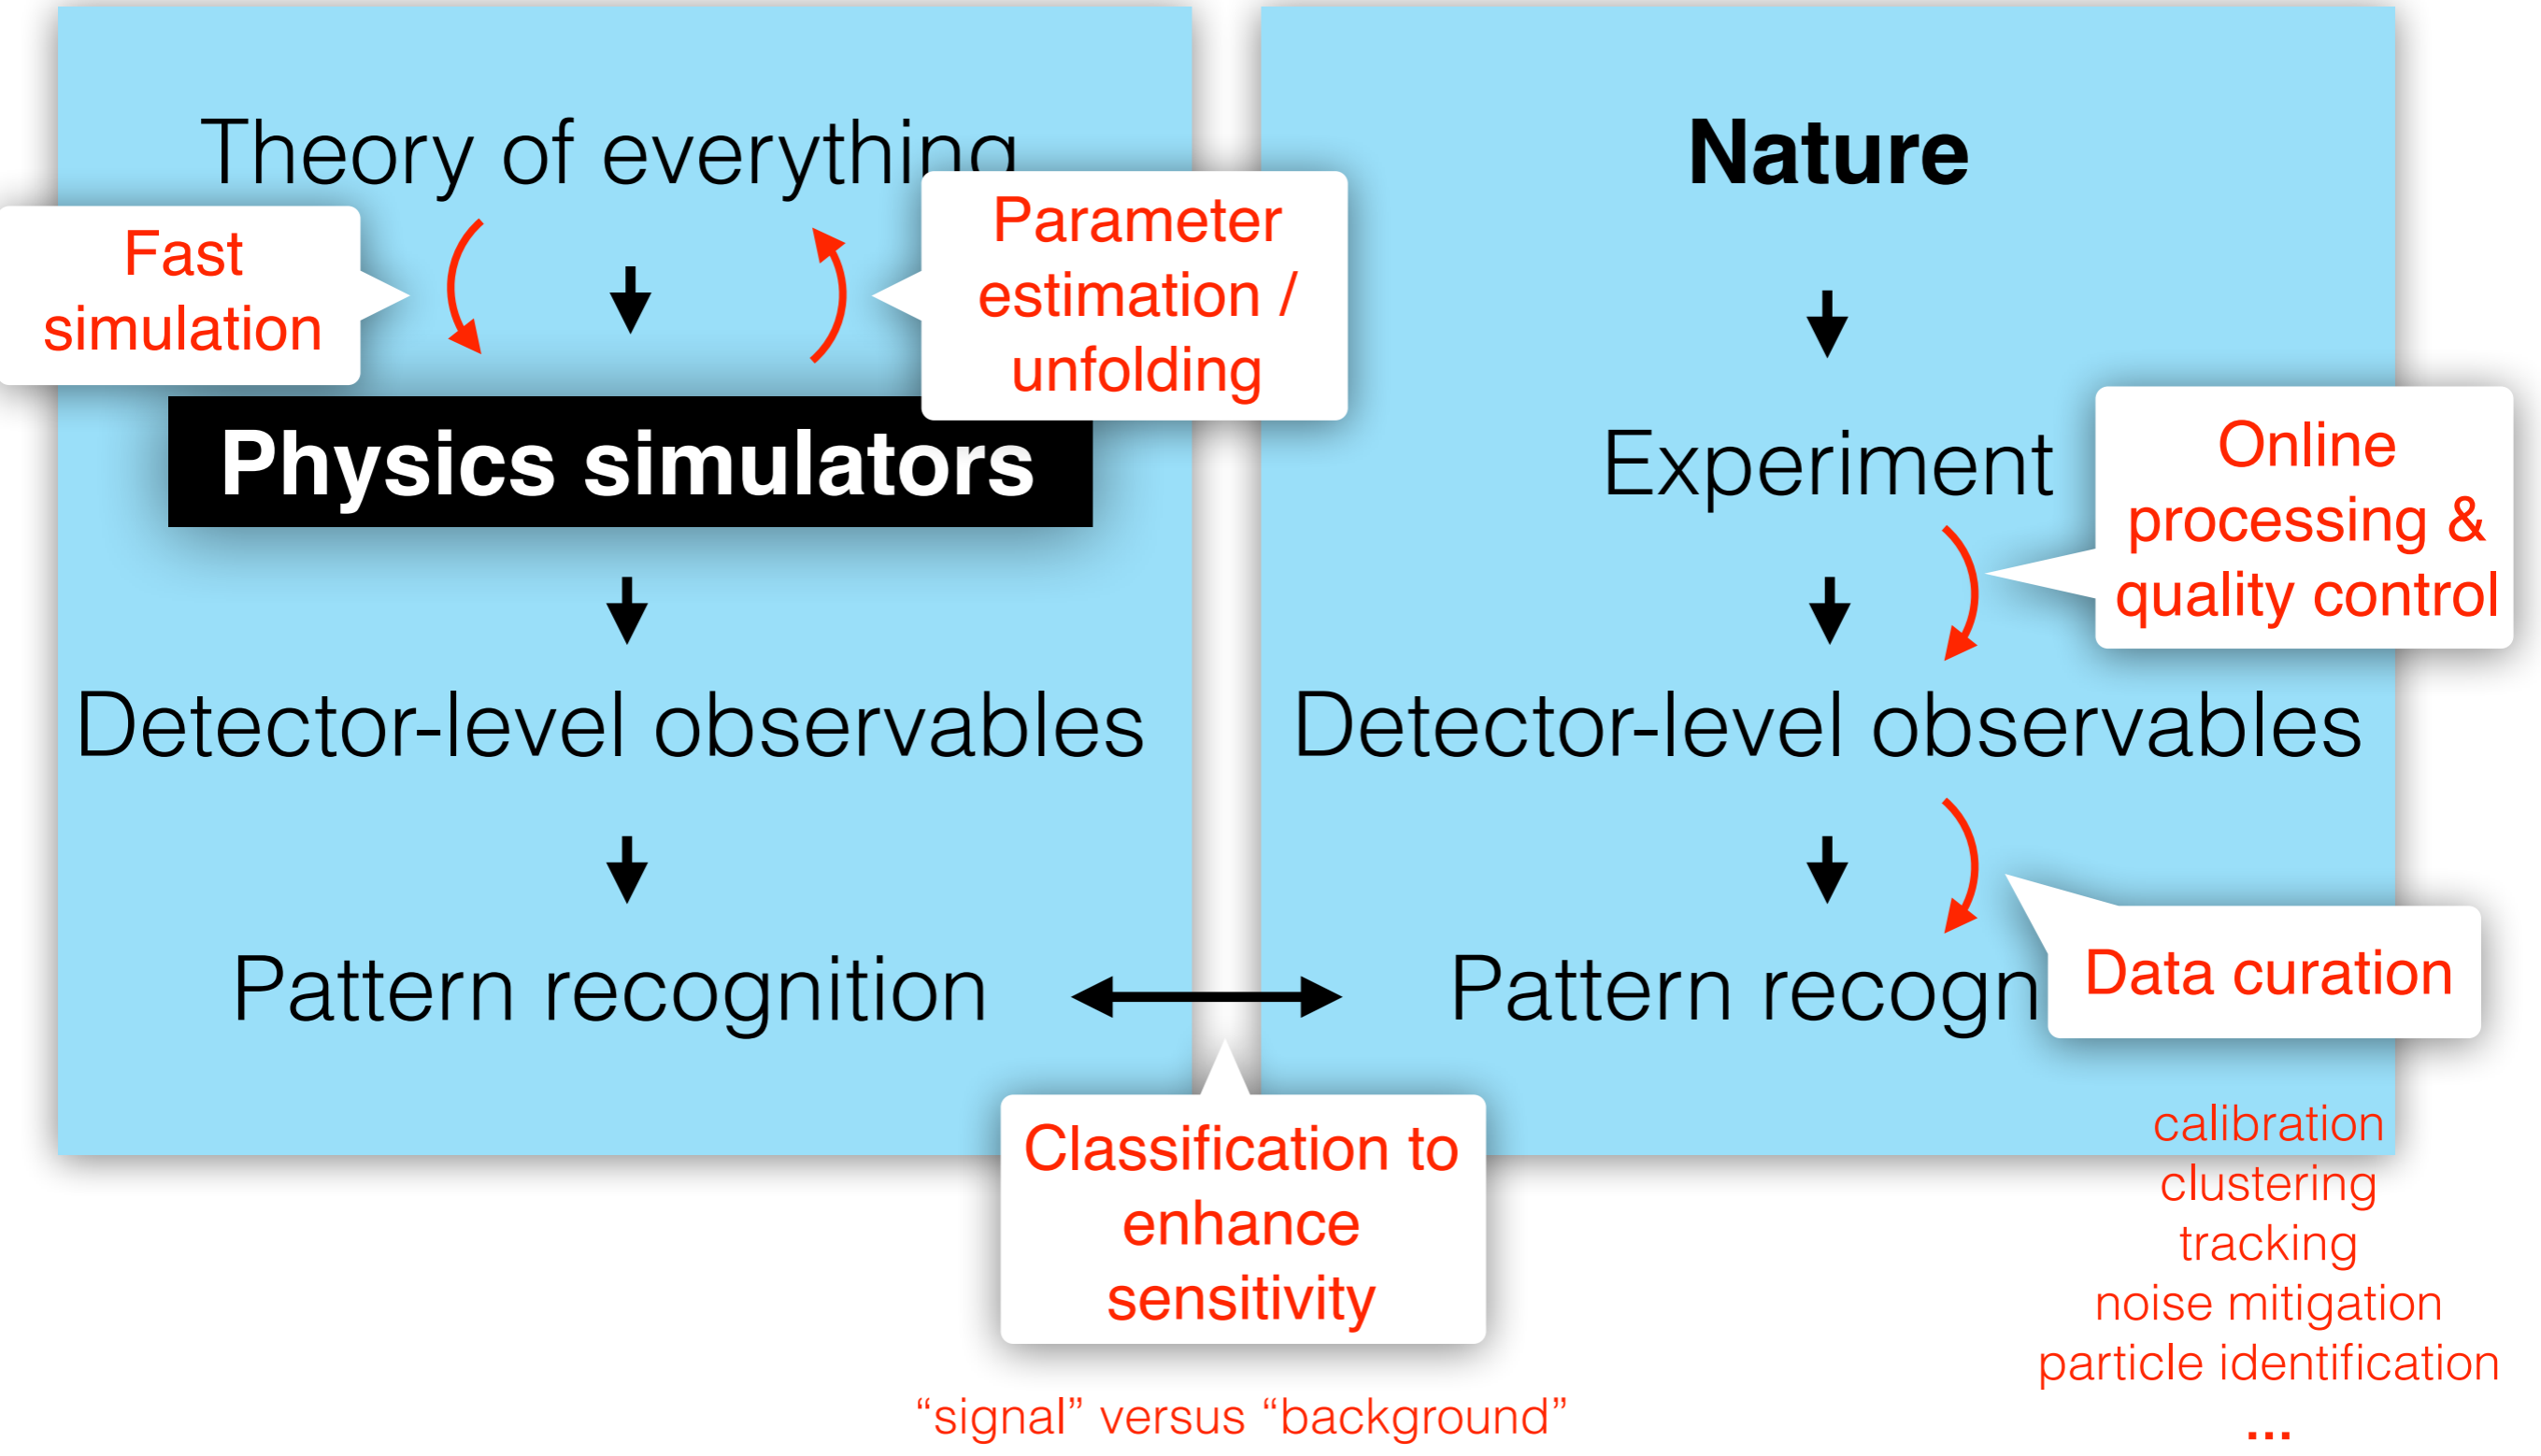 Theory of everything
Fast
simulation
Parameter
estimation /
unfolding
Physics simulators
Detector-level observables
Pattern recognition
Nature
Experiment
Online
processing &
quality control
Detector-level observables
Pattern recogn
Data curation
calibration
clustering
tracking
noise mitigation
particle identification
...
Classification to
enhance
sensitivity
“signal” versus “background”